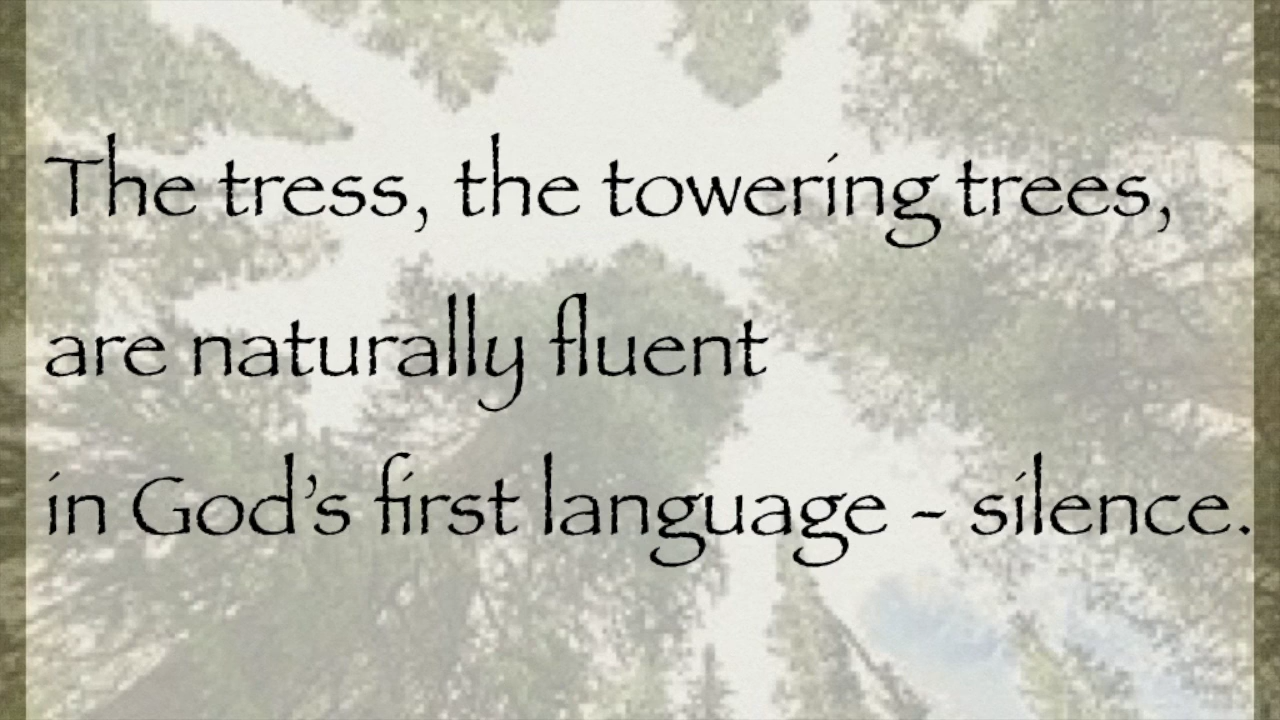 The tress, the towering trees,
are naturally fluent
in God’s first language - silence.